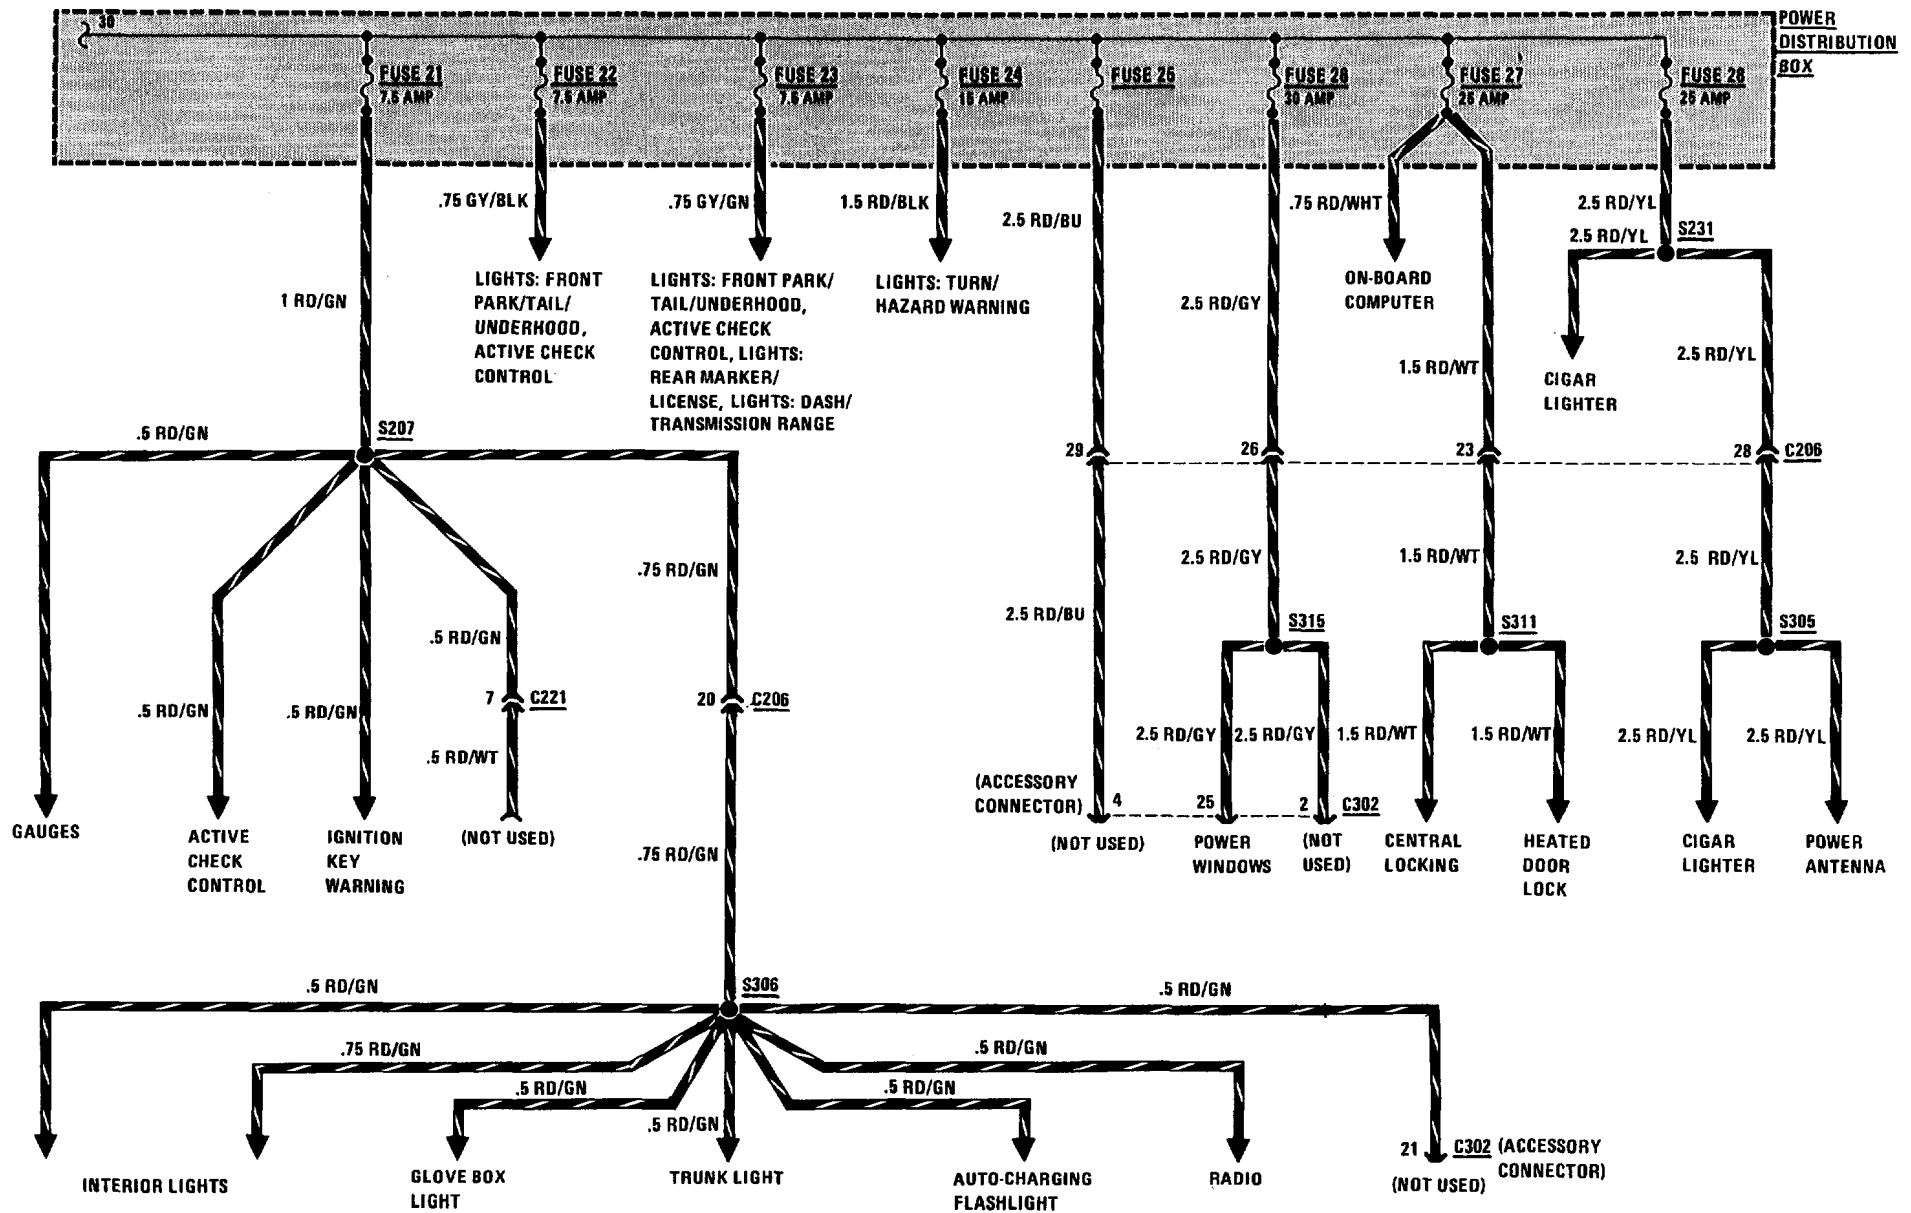 30
POWER
DISTRIBUTION
BOX
FUSE 21
7.5 AMP
FUSE 22
7.5 AMP
FUSE 23
7.5 AMP
FUSE 24
15 AMP
FUSE 25
FUSE 26
30 AMP
FUSE 27
25 AMP
FUSE 28
25 AMP
.75 GY/BLK
.75 GY/GN
1.5 RD/BLK
2.5 RD/BU
.75 RD/WHT
2.5 RD/YL
2.5 RD/YL
S231
1 RD/GN
LIGHTS: FRONT
PARK/TAIL/
UNDERHOOD,
ACTIVE CHECK
CONTROL
LIGHTS: FRONT PARK/
TAIL/UNDERHOOD,
ACTIVE CHECK
CONTROL, LIGHTS:
REAR MARKER/
LICENSE, LIGHTS: DASH/
TRANSMISSION RANGE
LIGHTS: TURN/
HAZARD WARNING
2.5 RD/GY
ON-BOARD
COMPUTER
1.5 RD/WT
CIGAR
LIGHTER
2.5 RD/YL
.5 RD/GN
S207
29
26
23
28
C206
.75 RD/GN
2.5 RD/GY
1.5 RD/WT
2.5 RD/YL
2.5 RD/BU
.5 RD/GN
S315
S311
S305
.5 RD/GN
.5 RD/GN
7
C221
20
C206
.5 RD/WT
2.5 RD/GY
2.5 RD/GY
1.5 RD/WT
1.5 RD/WT
2.5 RD/YL
2.5 RD/YL
(ACCESSORY
CONNECTOR)
4
25
2
C302
GAUGES
ACTIVE
CHECK
CONTROL
IGNITION
KEY
WARNING
(NOT USED)
(NOT USED)
POWER
WINDOWS
(NOT
USED)
CENTRAL
LOCKING
HEATED
DOOR
LOCK
CIGAR
LIGHTER
POWER
ANTENNA
.75 RD/GN
.5 RD/GN
S306
.5 RD/GN
.75 RD/GN
.5 RD/GN
.5 RD/GN
.5 RD/GN
.5 RD/GN
INTERIOR LIGHTS
GLOVE BOX
LIGHT
TRUNK LIGHT
AUTO-CHARGING
FLASHLIGHT
RADIO
21
C302
(ACCESSORY
CONNECTOR)
(NOT USED)